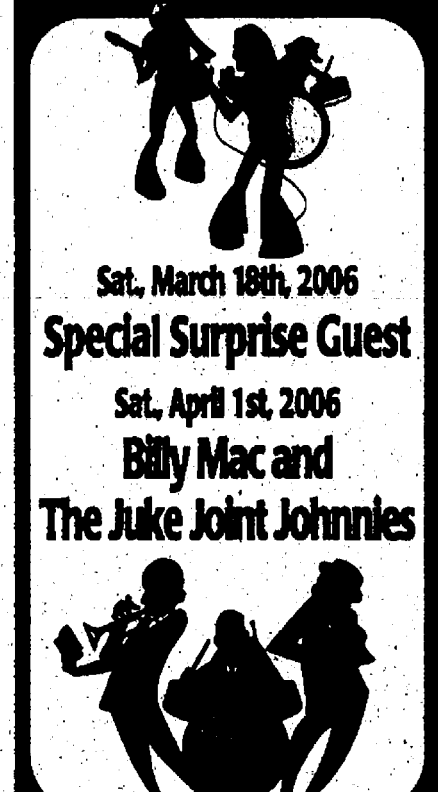 Sat., March 18th, 2006
Special Surprise Guest
Sat., April 1st, 2006
Billy Mac and
The Juke Joint Johnnies